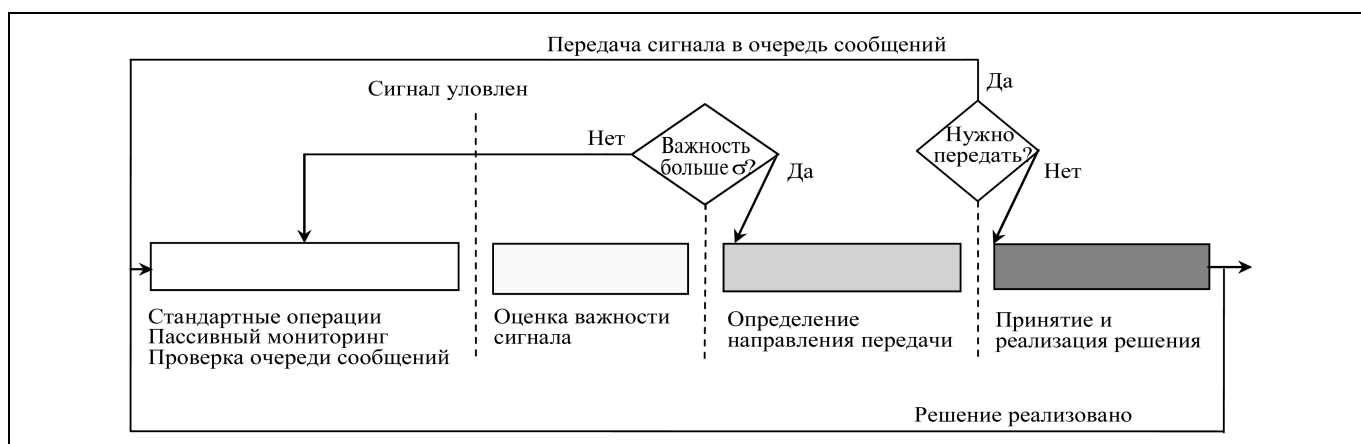 Передача сигнала в очередь сообщений
Да
Сигнал уловлен
Нет
Важность
больше σ?
Да
Нужно
передать?
Нет
Стандартные операции
Пассивный мониторинг
Проверка очереди сообщений
Оценка важности
сигнала
Определение
направления передачи
Принятие и
реализация решения
Решение реализовано